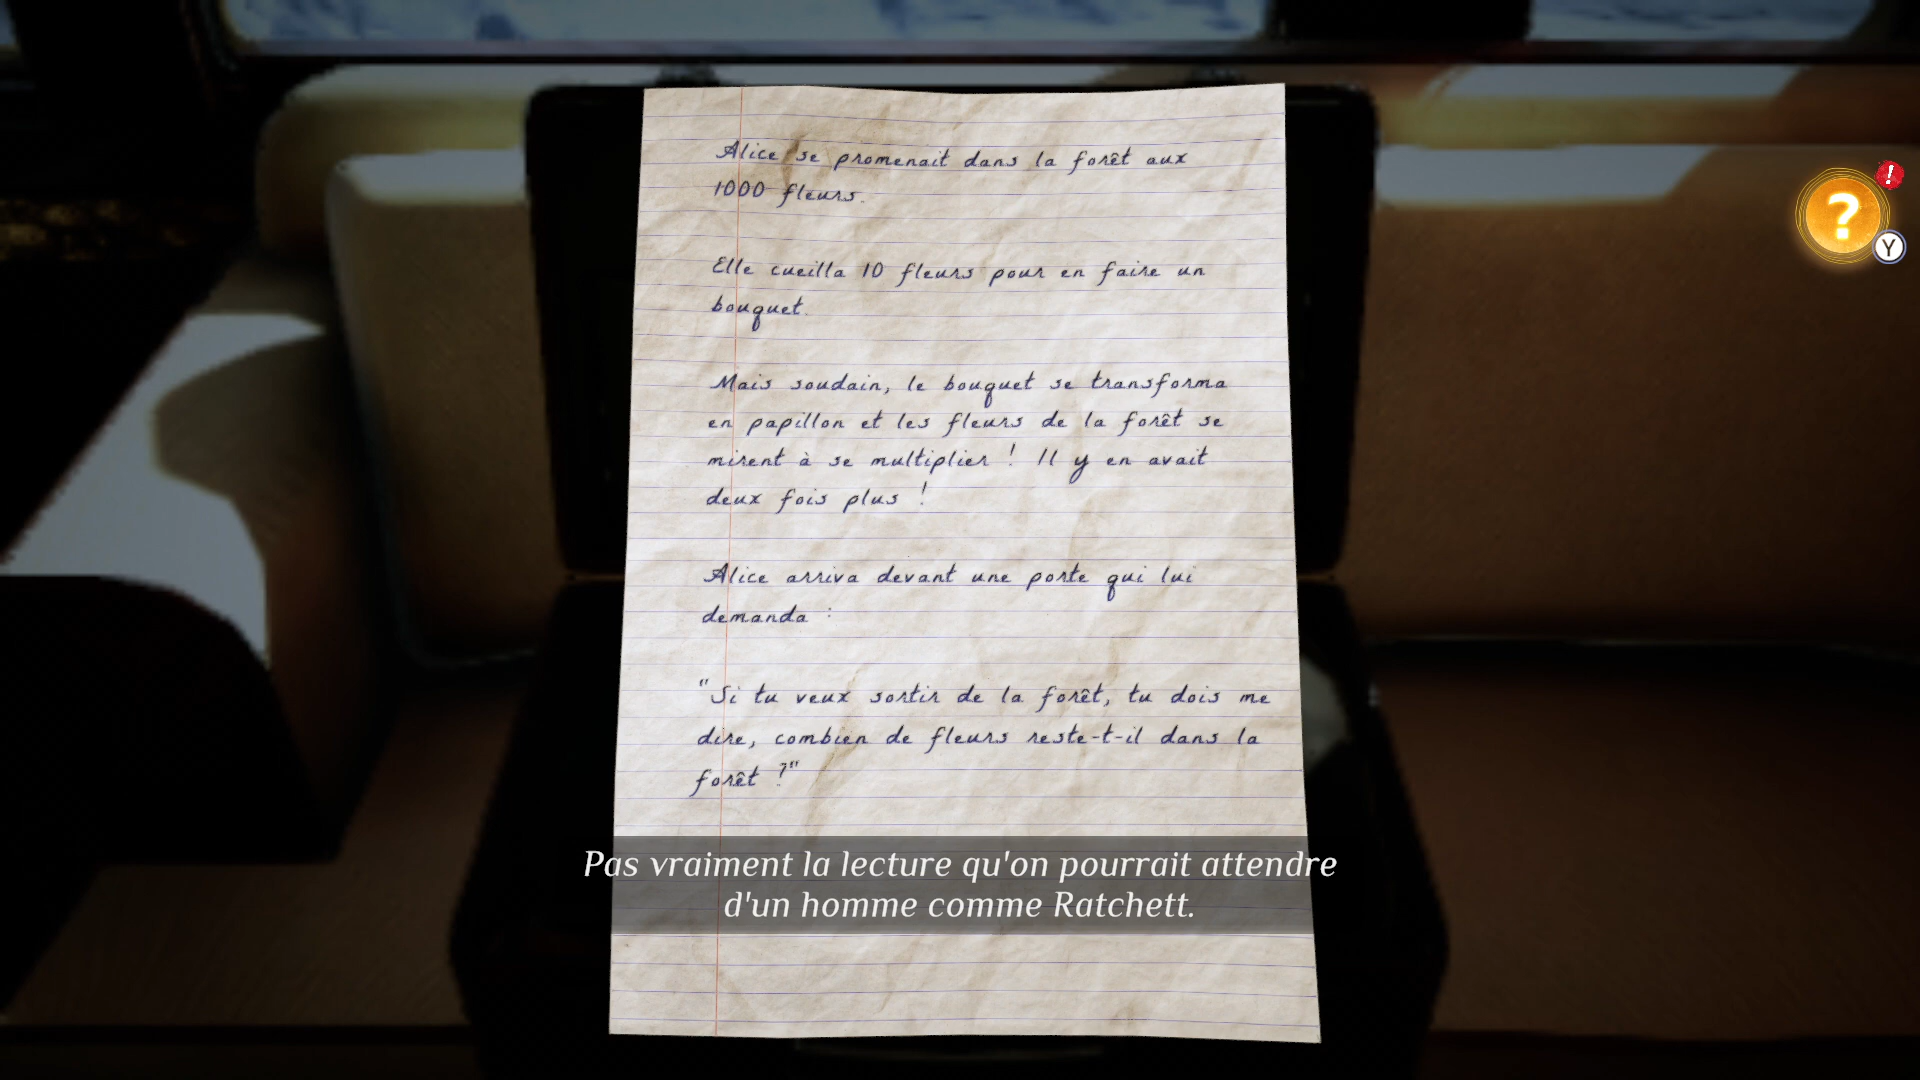 Alice se promenait dans la forêt aux
1000 fleurs.
Elle cueilla 10 fleurs pour en faire un
bouquet.
Mais soudain, le bouquet se transforma
en papillon et les fleurs de la forêt se
mirent à se multiplier ! Il y en avait
deux fois plus !
Alice arriva devant une porte qui lui
demanda :
"Si tu veux sortir de la forêt, tu dois me
dire, combien de fleurs reste-t-il dans la
forêt ?"
Pas vraiment la lecture qu'on pourrait attendre
d'un homme comme Ratchett.
!
?
Y